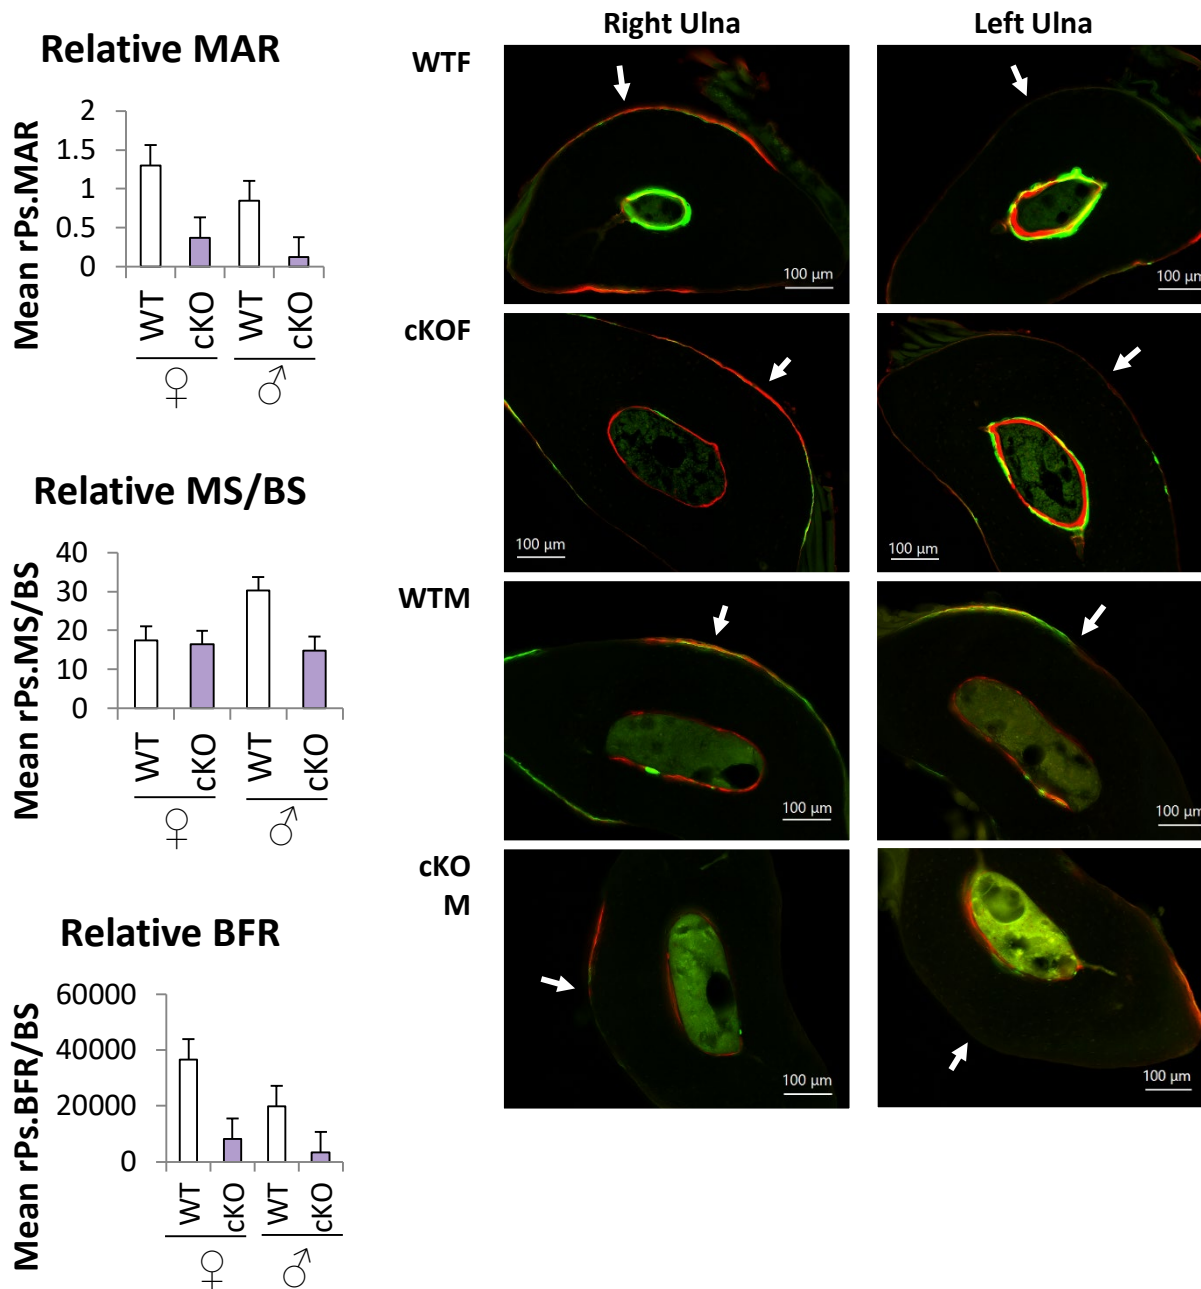 Relative MAR
Mean rPs.MAR
2
1.5
1
0.5
0
WT
cKO
WT
cKO
♀
♂
Relative MS/BS
Mean rPs.MS/BS
40
30
20
10
0
WT
cKO
WT
cKO
♀
♂
Relative BFR
Mean rPs.BFR/BS
60000
40000
20000
0
WT
cKO
WT
cKO
♀
♂
Right Ulna
Left Ulna
WTF
100 µm
100 µm
cKOF
100 µm
100 µm
WTM
100 µm
100 µm
cKO
M
100 µm
100 µm